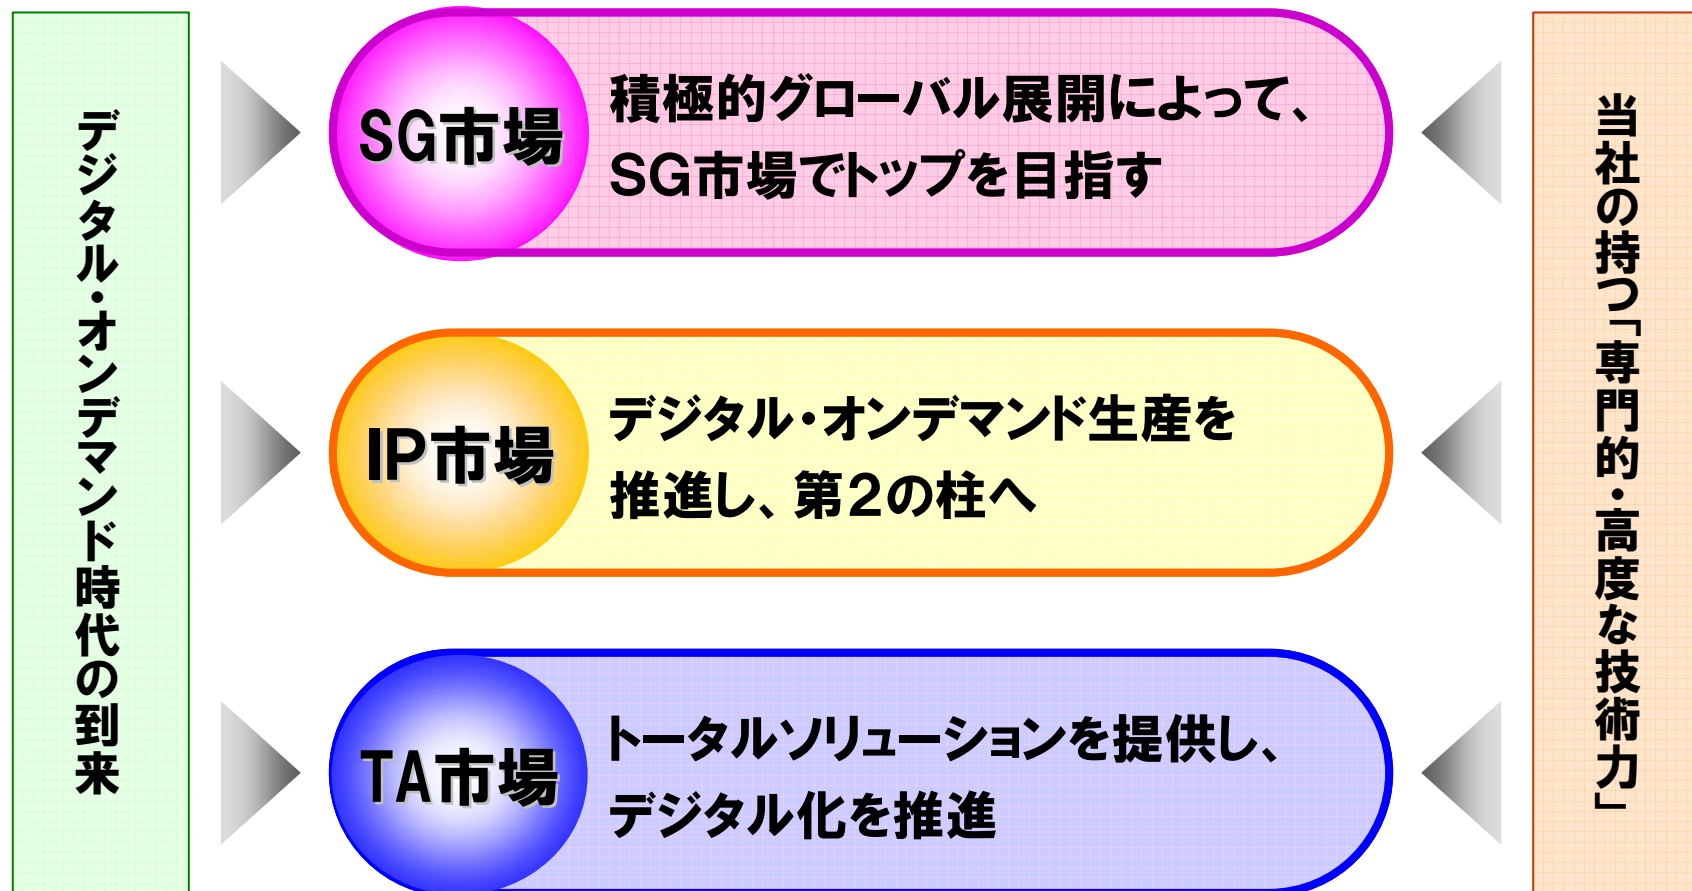 デジタル・オンデマンド時代の到来
SG市場
積極的グローバル展開によって、
SG市場でトップを目指す
IP市場
デジタル・オンデマンド生産を
推進し、第２の柱へ
TA市場
トータルソリューションを提供し、
デジタル化を推進
当社の持つ「専門的・高度な技術力」